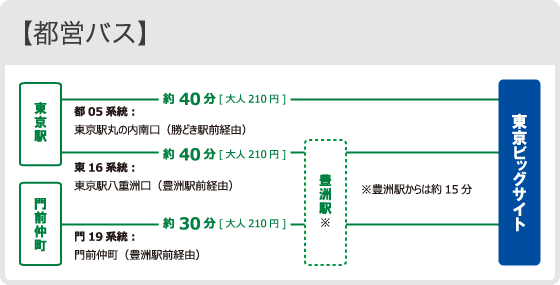 【都営バス】
東京駅
約 40 分 [ 大人 210 円 ]
都 05 系統：
東京駅丸の内南口（勝どき駅前経由）
約 40 分 [ 大人 210 円 ]
東 16 系統：
東京駅八重洲口（豊洲駅前経由）
門前仲町
約 30 分 [ 大人 210 円 ]
門 19 系統：
門前仲町（豊洲駅前経由）
豊洲駅※
※豊洲駅からは約 15 分
東京ビッグサイト